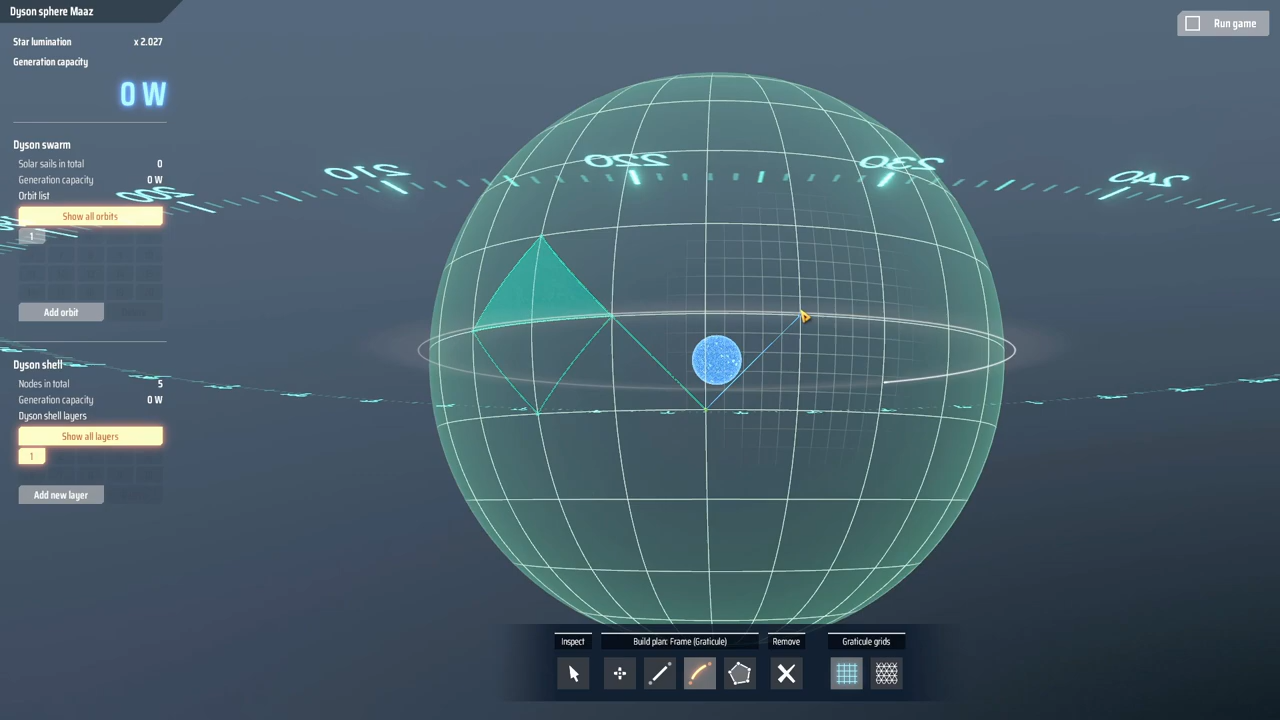 Dyson sphere Maaz
Run game
Star lumination x 2.027
Generation capacity
0 W
Dyson swarm
Solar sails in total 0
Generation capacity 0 W
Orbit list
Show all orbits
1
Add orbit
200
210
220
230
240
Dyson shell
Nodes in total 5
Generation capacity 0 W
Dyson shell layers
Show all layers
1
Add new layer
Inspect
Build plan: Frame (Graticule)
Remove
Graticule grids